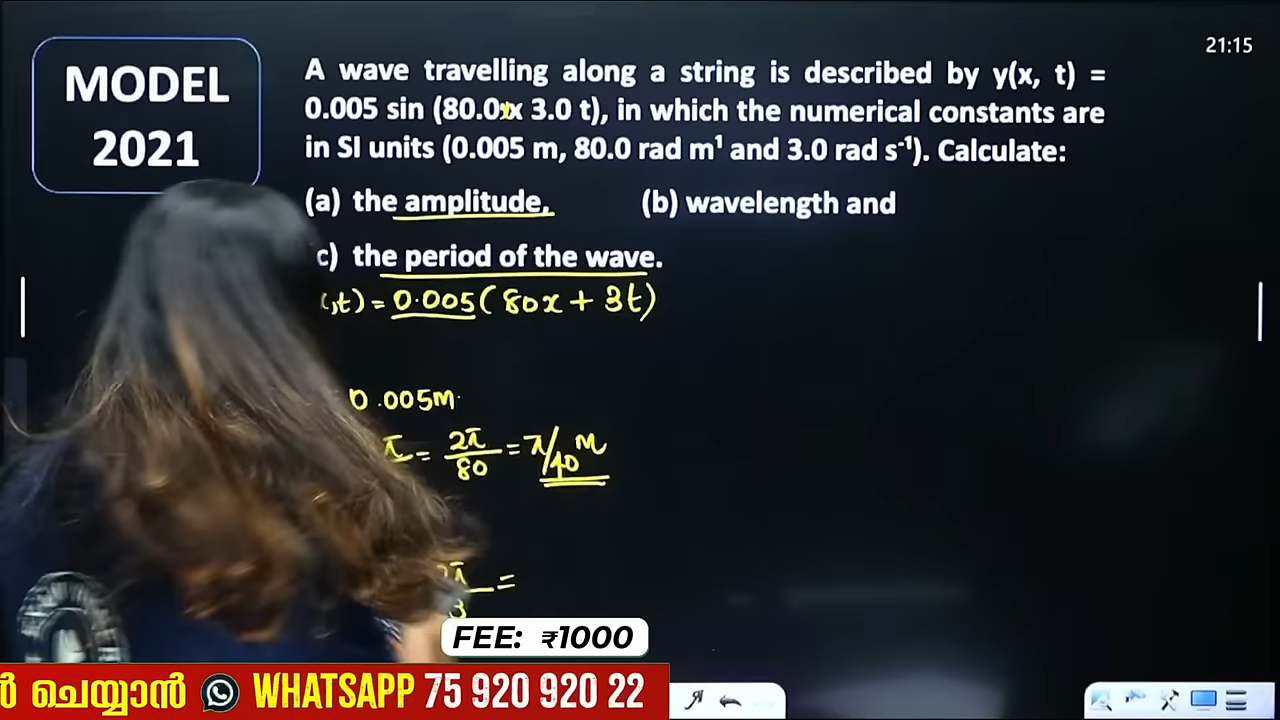 21:15
MODEL
2021
A wave travelling along a string is described by y(x, t) =
0.005 sin (80.0x 3.0 t), in which the numerical constants are
in SI units (0.005 m, 80.0 rad m¹ and 3.0 rad s⁻¹). Calculate:
(a) the amplitude, (b) wavelength and
c) the period of the wave.
,t) = 0.005 ( 80x + 3t)
0.005m
π = 2π/80 = π/40 m
2π/3 =
FEE: ₹1000
ൽ ചെയ്യാൻ WHATSAPP 75 920 920 22